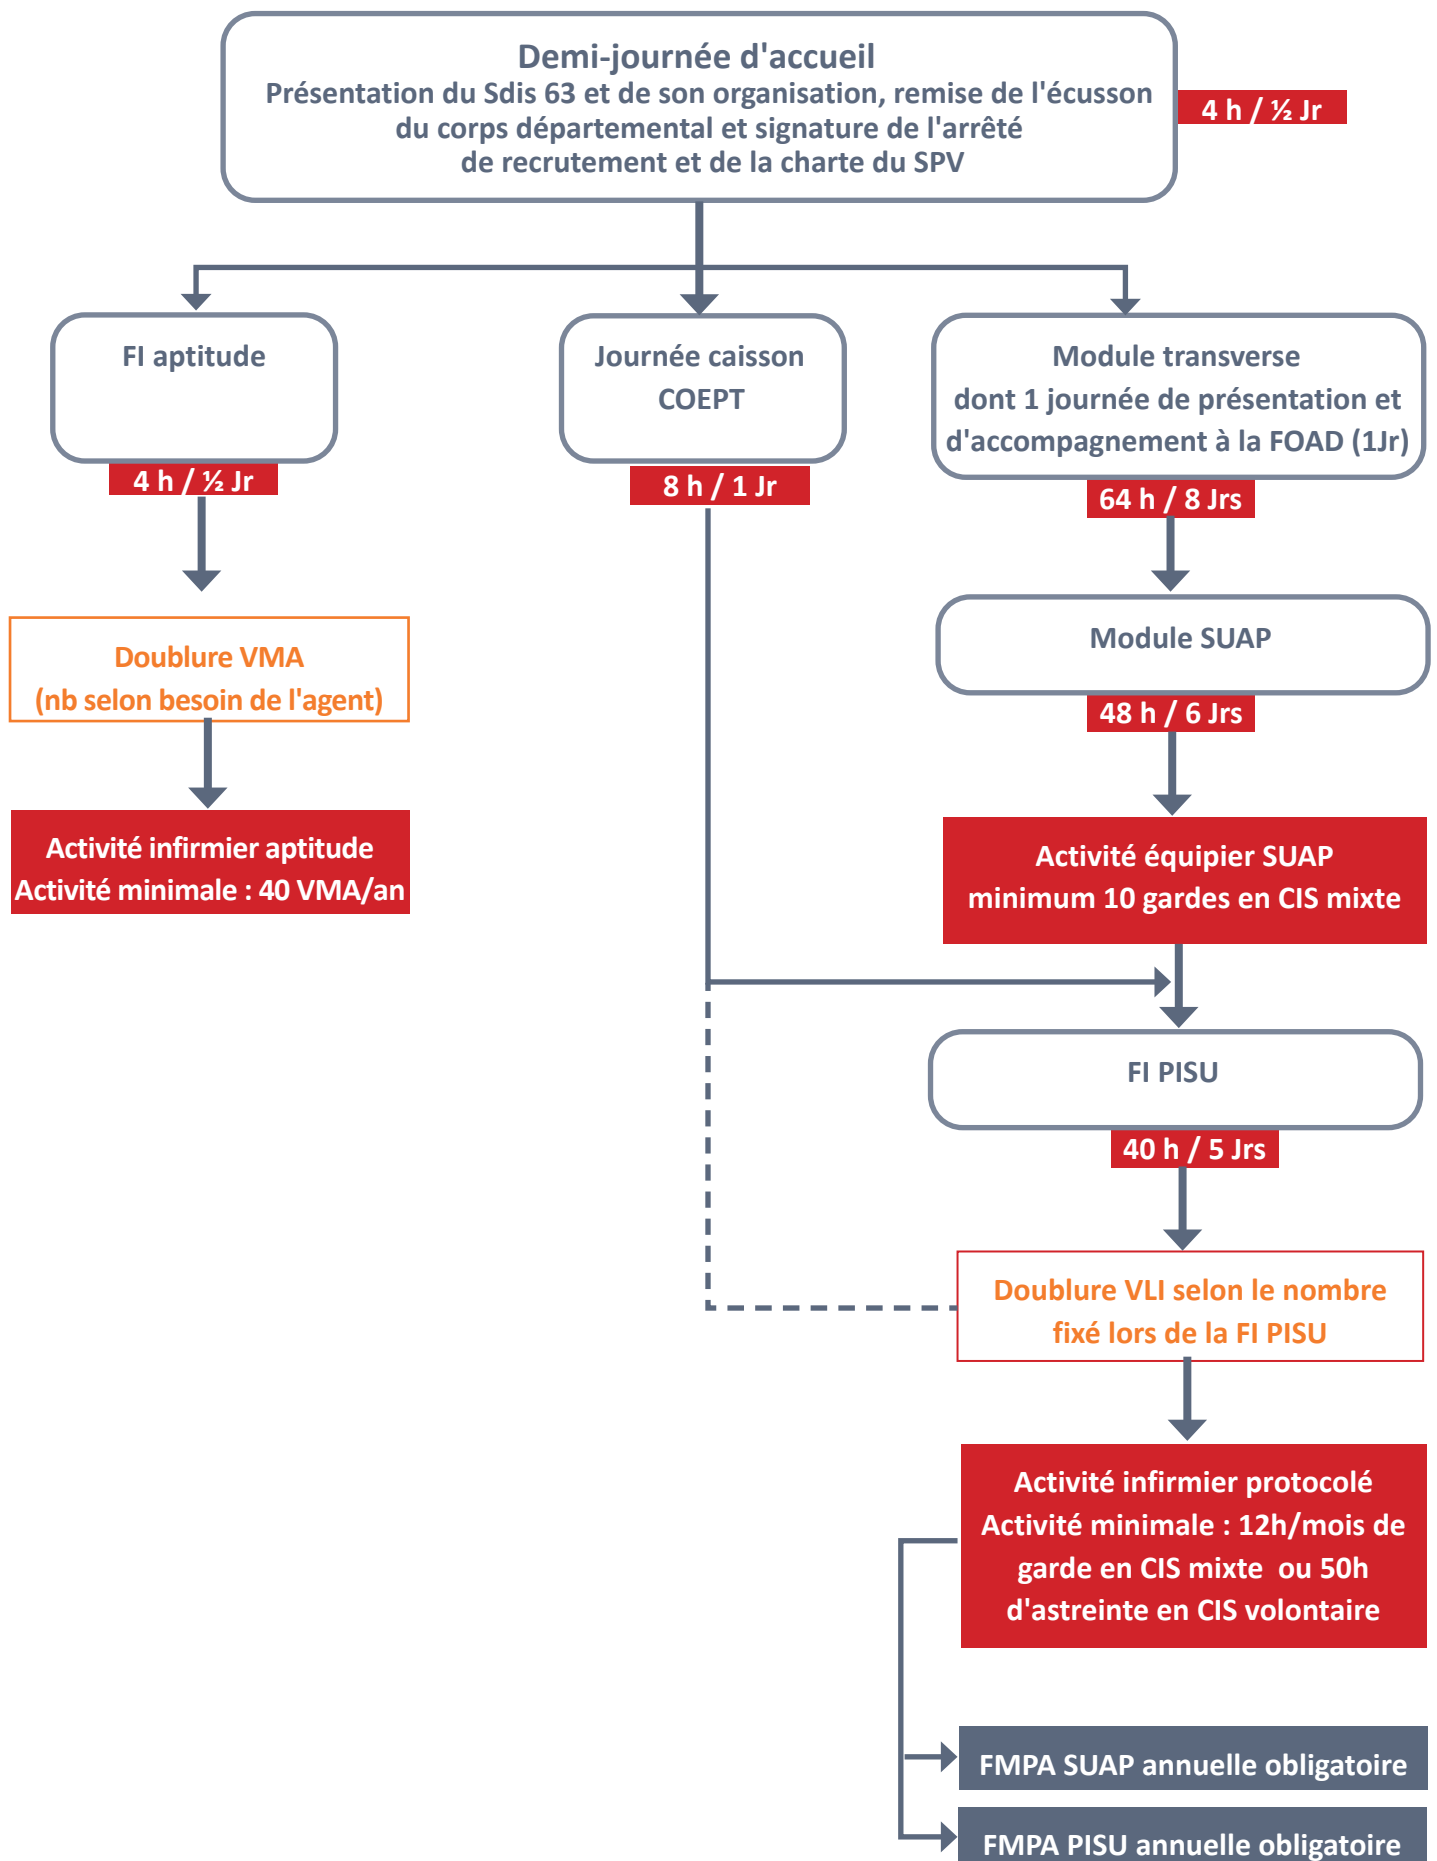 Demi-journée d'accueil
Présentation du Sdis 63 et de son organisation, remise de l'écusson
du corps départemental et signature de l'arrêté
de recrutement et de la charte du SPV
4 h / ½ Jr
FI aptitude
4 h / ½ Jr
Journée caisson
COEPT
8 h / 1 Jr
Module transverse
dont 1 journée de présentation et
d'accompagnement à la FOAD (1Jr)
64 h / 8 Jrs
Doublure VMA
(nb selon besoin de l'agent)
Module SUAP
48 h / 6 Jrs
Activité infirmier aptitude
Activité minimale : 40 VMA/an
Activité équipier SUAP
minimum 10 gardes en CIS mixte
FI PISU
40 h / 5 Jrs
Doublure VLI selon le nombre
fixé lors de la FI PISU
Activité infirmier protocolé
Activité minimale : 12h/mois de
garde en CIS mixte  ou 50h
d'astreinte en CIS volontaire
FMPA SUAP annuelle obligatoire
FMPA PISU annuelle obligatoire